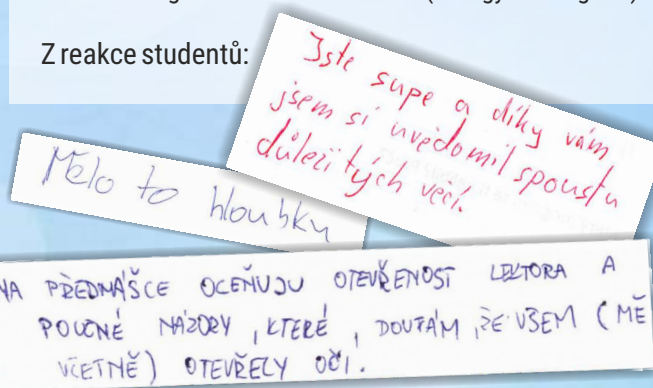 Z reakce studentů:
Jste supe a díky vám
jsem si uvědomil spoustu
důležitých věcí.
Mělo to hloubku
NA PŘEDNÁŠCE OCEŇUJU OTEVŘENOST LEKTORA A
POUČNÉ NÁZORY, KTERÉ, DOUFÁM, ŽE VŠEM (MĚ
VČETNĚ) OTEVŘELY OČI.